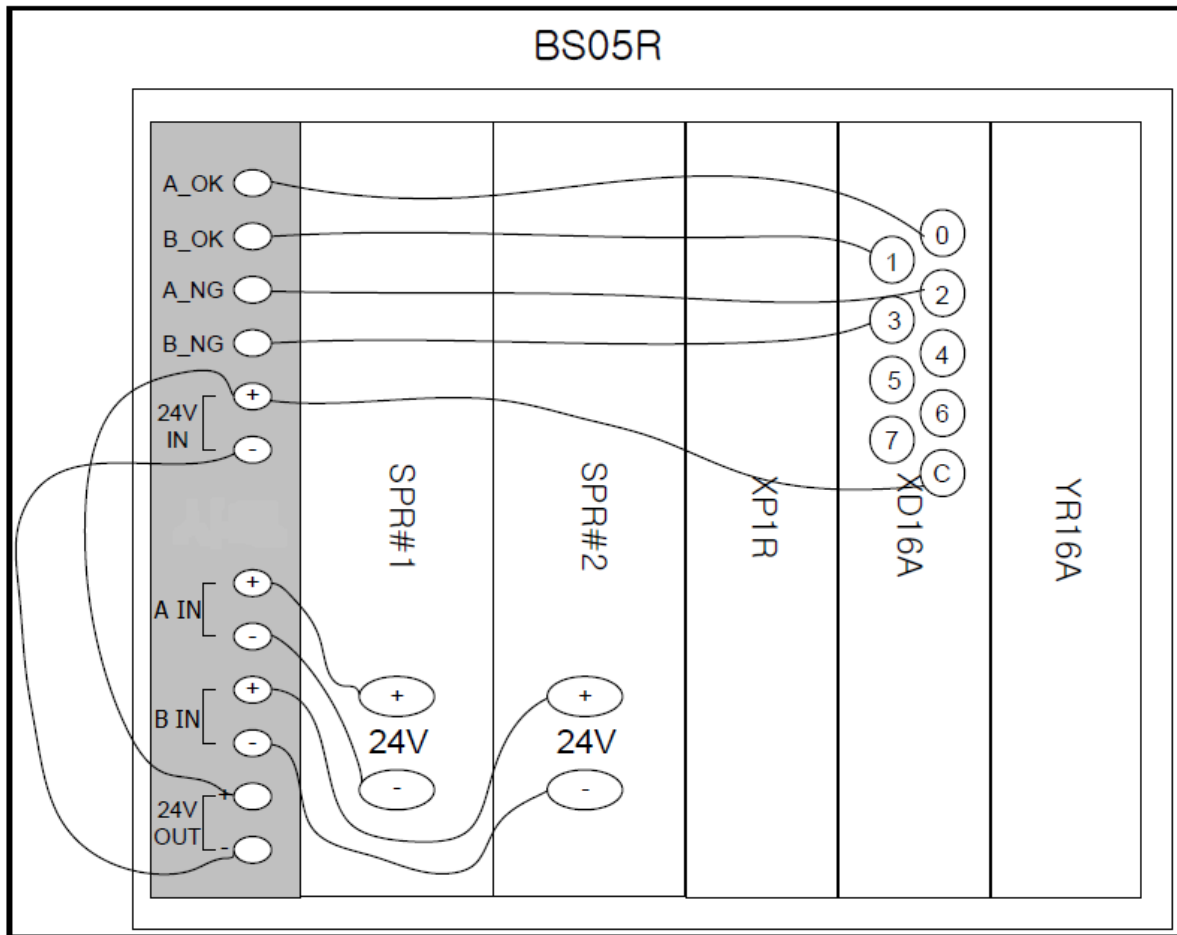 BS05R
A_OK
B_OK
A_NG
B_NG
24V
IN
+
-
A IN
+
-
B IN
+
-
24V
OUT
+
-
SPR#1
+
24V
-
SPR#2
+
24V
-
XP1R
XD16A
0
1
2
3
4
5
6
7
C
YR16A